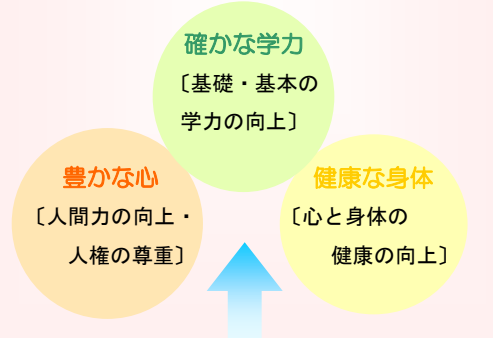 確かな学力
〔基礎・基本の
学力の向上〕
豊かな心
〔人間力の向上・
人権の尊重〕
健康な身体
〔心と身体の
健康の向上〕